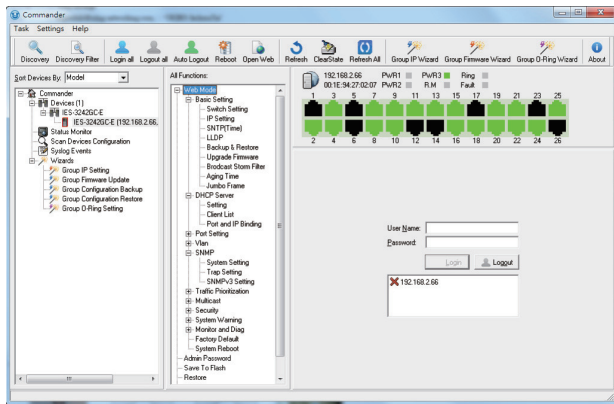 Commander
Task Settings Help
Discovery Discovery Filter Login all Logout all Auto Logout Reboot Open Web Refresh ClearState Refresh All Group IP Wizard Group Firmware Wizard Group O-Ring Wizard About
Sort Devices By: Model
Commander
Devices (1)
IES-3242GC-E
IES-3242GC-E (192.168.2.66,
Status Monitor
Scan Devices Configuration
Syslog Events
Wizards
Group IP Setting
Group Firmware Update
Group Configuration Backup
Group Configuration Restore
Group O-Ring Setting
All Functions:
Web Mode
Basic Setting
Switch Setting
IP Setting
SNTP(Time)
LLDP
Backup & Restore
Upgrade Firmware
Brodcast Storm Filter
Aging Time
Jumbo Frame
DHCP Server
Setting
Client List
Port and IP Binding
Port Setting
Vlan
SNMP
System Setting
Trap Setting
SNMPv3 Setting
Traffic Prioritization
Multicast
Security
System Warning
Monitor and Diag
Factory Default
System Reboot
Admin Password
Save To Flash
Restore
192.168.2.66 PWR1 PWR3 Ring
00:1E:94:27:02:07 PWR2 R.M Fault
1 3 5 7 9 11 13 15 17 19 21 23 25
2 4 6 8 10 12 14 16 18 20 22 24 26
User Name:
Password:
Login Logout
192.168.2.66